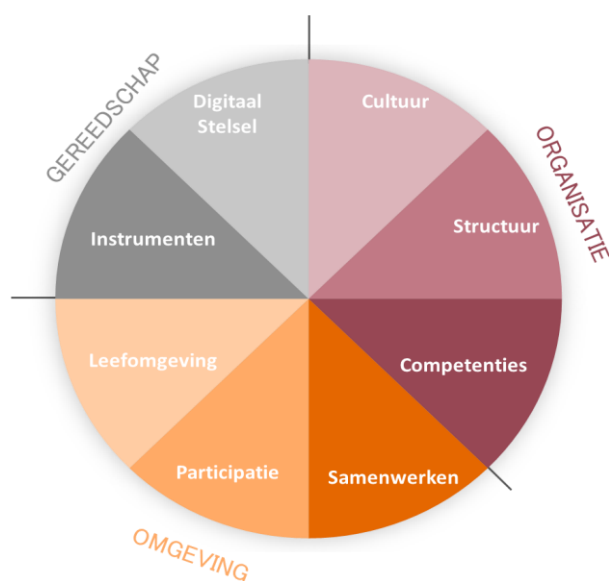 GEREEDSCHAP
Digitaal
Stelsel
Cultuur
ORGANISATIE
Instrumenten
Structuur
Leefomgeving
Competenties
Participatie
Samenwerken
OMGEVING